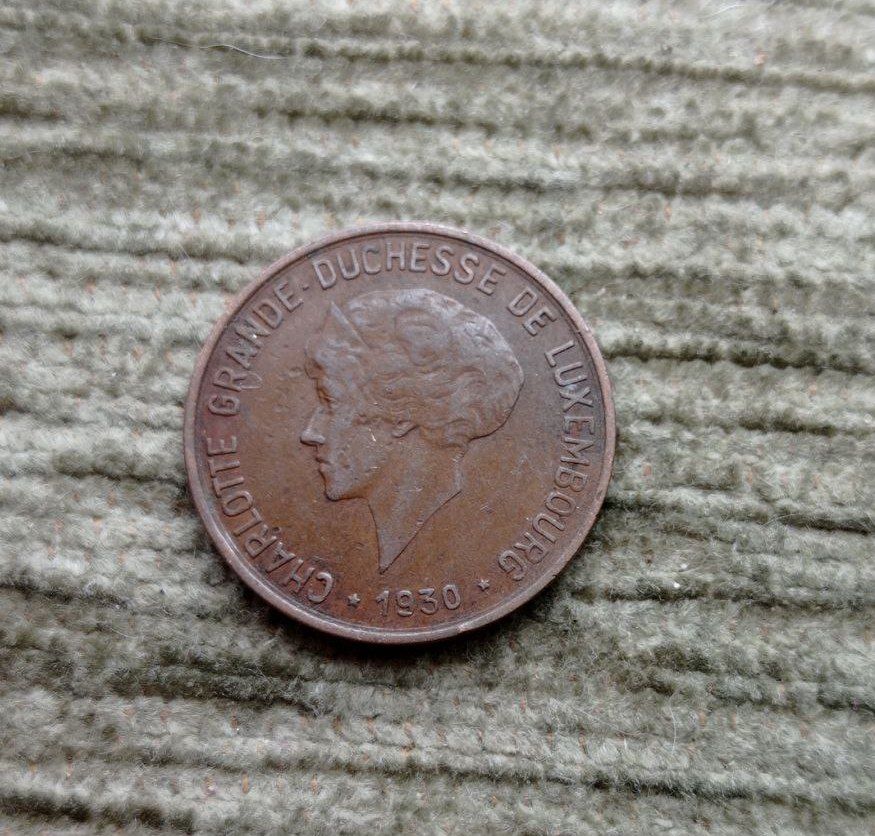 CHARLOTTE GRANDE-DUCHESSE DE LUXEMBOURG
* 1930 *